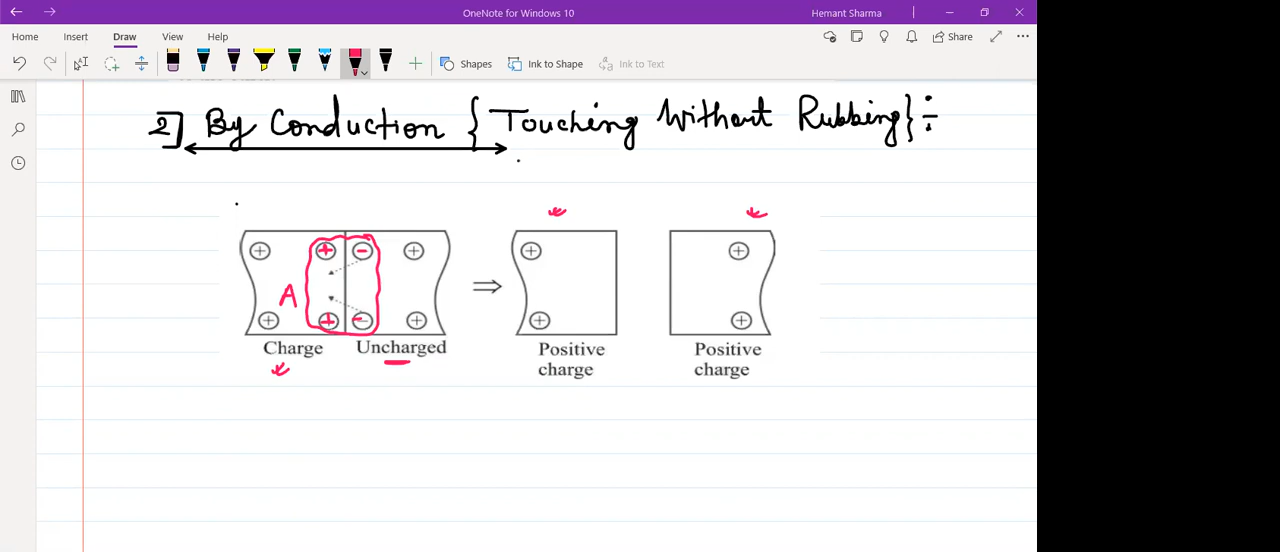 OneNote for Windows 10
Hemant Sharma
Home Insert Draw View Help
Share
Shapes Ink to Shape Ink to Text
2] By Conduction { Touching Without Rubbing } ÷
+ + − +
A
+ + − +
Charge Uncharged
+ +
+ +
Positive charge
Positive charge